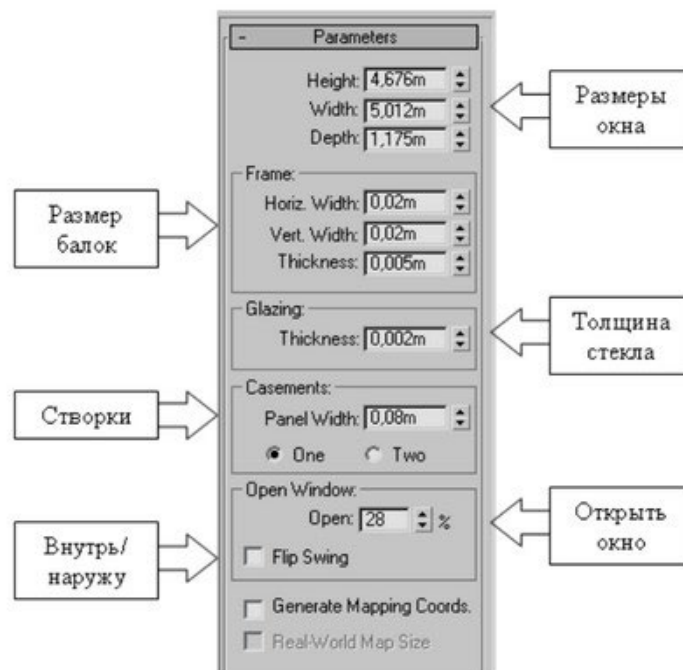 - Parameters
Height: 4,676m
Width: 5,012m
Depth: 1,175m
Размеры
окна
Frame:
Horiz. Width: 0,02m
Vert. Width: 0,02m
Thickness: 0,005m
Размер
балок
Glazing:
Thickness: 0,002m
Толщина
стекла
Casements:
Panel Width: 0,08m
One Two
Створки
Open Window:
Open: 28 %
Flip Swing
Открыть
окно
Внутрь/
наружу
Generate Mapping Coords.
Real-World Map Size